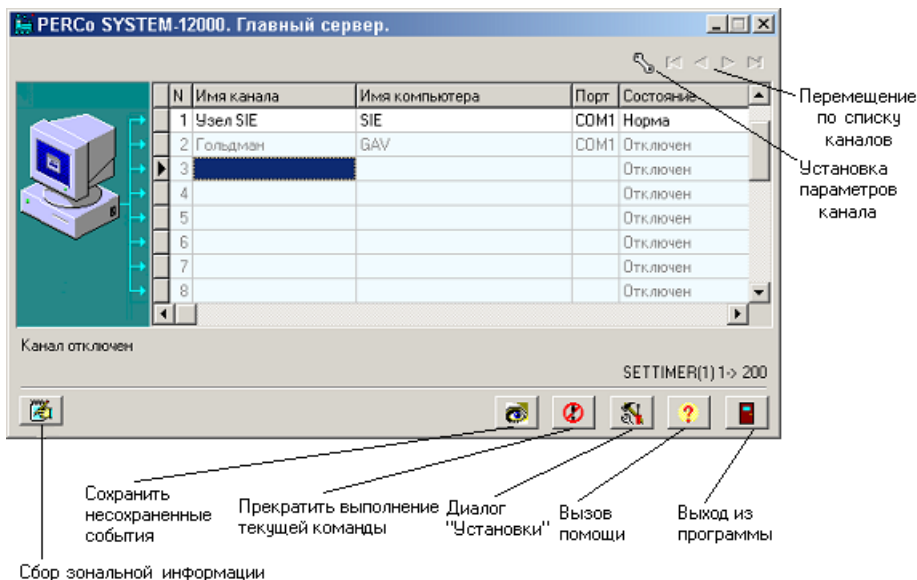 PERCo SYSTEM-12000. Главный сервер.
N Имя канала Имя компьютера Порт Состояние
1 Узел SIE SIE COM1 Норма
2 Гольдман GAV COM1 Отключен
3 Отключен
4 Отключен
5 Отключен
6 Отключен
7 Отключен
8 Отключен
Перемещение
по списку
каналов
Установка
параметров
канала
Канал отключен
SETTIMER(1) 1-> 200
Сохранить
несохраненные
события
Прекратить выполнение
текущей команды
Диалог
"Установки"
Вызов
помощи
Выход из
программы
Сбор зональной информации